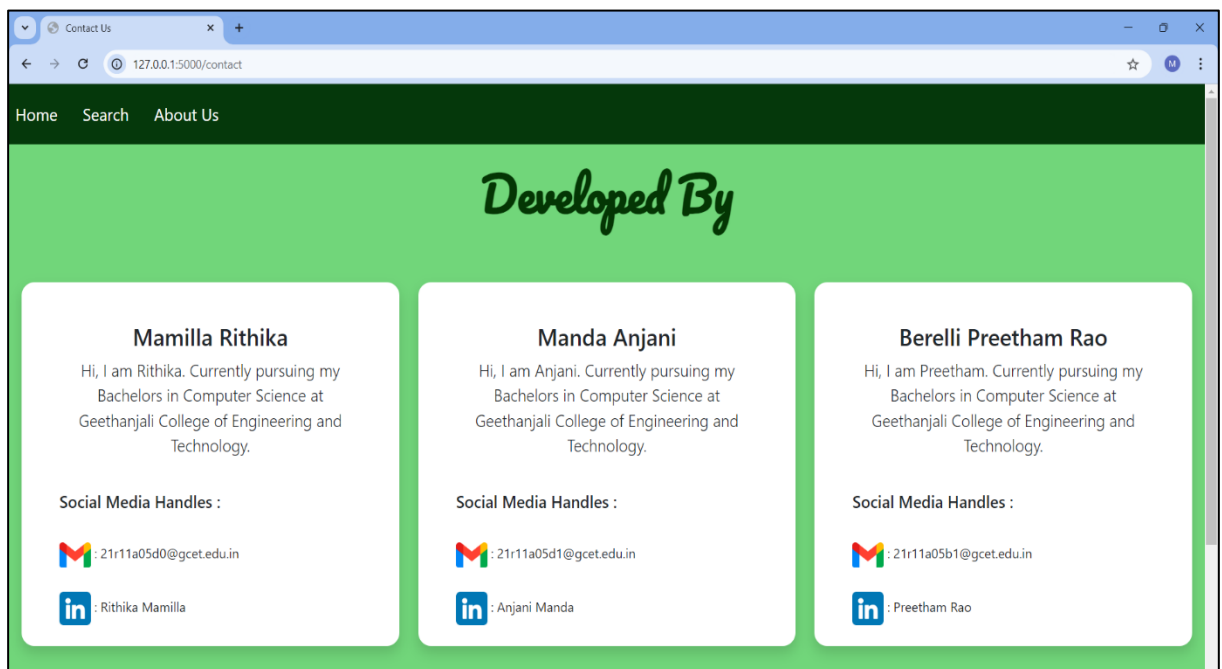 Contact Us
127.0.0.1:5000/contact
M
Home Search About Us
Developed By
Mamilla Rithika
Hi, I am Rithika. Currently pursuing my
Bachelors in Computer Science at
Geethanjali College of Engineering and
Technology.
Social Media Handles :
: 21r11a05d0@gcet.edu.in
in : Rithika Mamilla
Manda Anjani
Hi, I am Anjani. Currently pursuing my
Bachelors in Computer Science at
Geethanjali College of Engineering and
Technology.
Social Media Handles :
: 21r11a05d1@gcet.edu.in
in : Anjani Manda
Berelli Preetham Rao
Hi, I am Preetham. Currently pursuing my
Bachelors in Computer Science at
Geethanjali College of Engineering and
Technology.
Social Media Handles :
: 21r11a05b1@gcet.edu.in
in : Preetham Rao